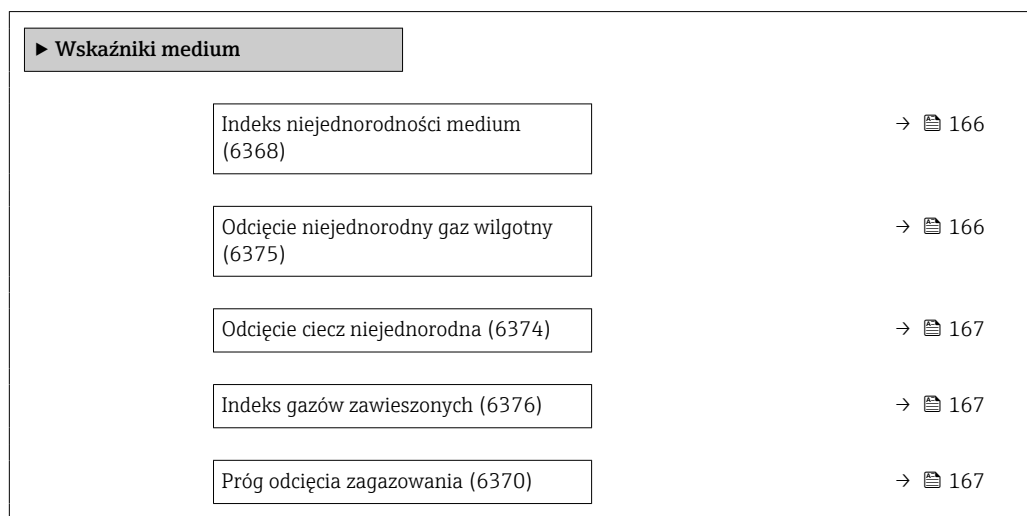 ▶ Wskaźniki medium
Indeks niejednorodności medium
(6368)
→ 166
Odcięcie niejednorodny gaz wilgotny
(6375)
→ 166
Odcięcie ciecz niejednorodna (6374)
→ 167
Indeks gazów zawieszonych (6376)
→ 167
Próg odcięcia zagazowania (6370)
→ 167